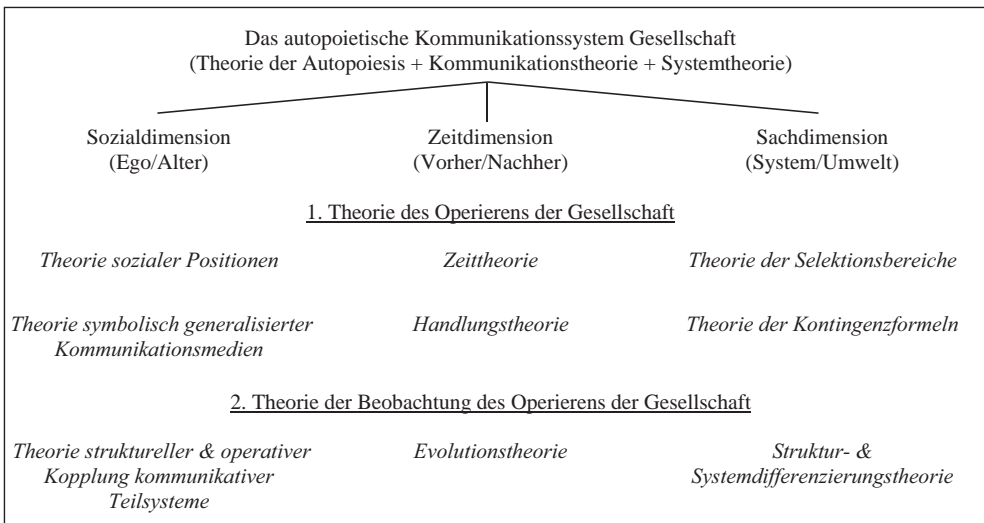 Das autopoietische Kommunikationssystem Gesellschaft
(Theorie der Autopoiesis + Kommunikationstheorie + Systemtheorie)
Sozialdimension
(Ego/Alter)
Zeitdimension
(Vorher/Nachher)
Sachdimension
(System/Umwelt)
1. Theorie des Operierens der Gesellschaft
Theorie sozialer Positionen
Zeittheorie
Theorie der Selektionsbereiche
Theorie symbolisch generalisierter
Kommunikationsmedien
Handlungstheorie
Theorie der Kontingenzformeln
2. Theorie der Beobachtung des Operierens der Gesellschaft
Theorie struktureller & operativer
Kopplung kommunikativer
Teilsysteme
Evolutionstheorie
Struktur- &
Systemdifferenzierungstheorie